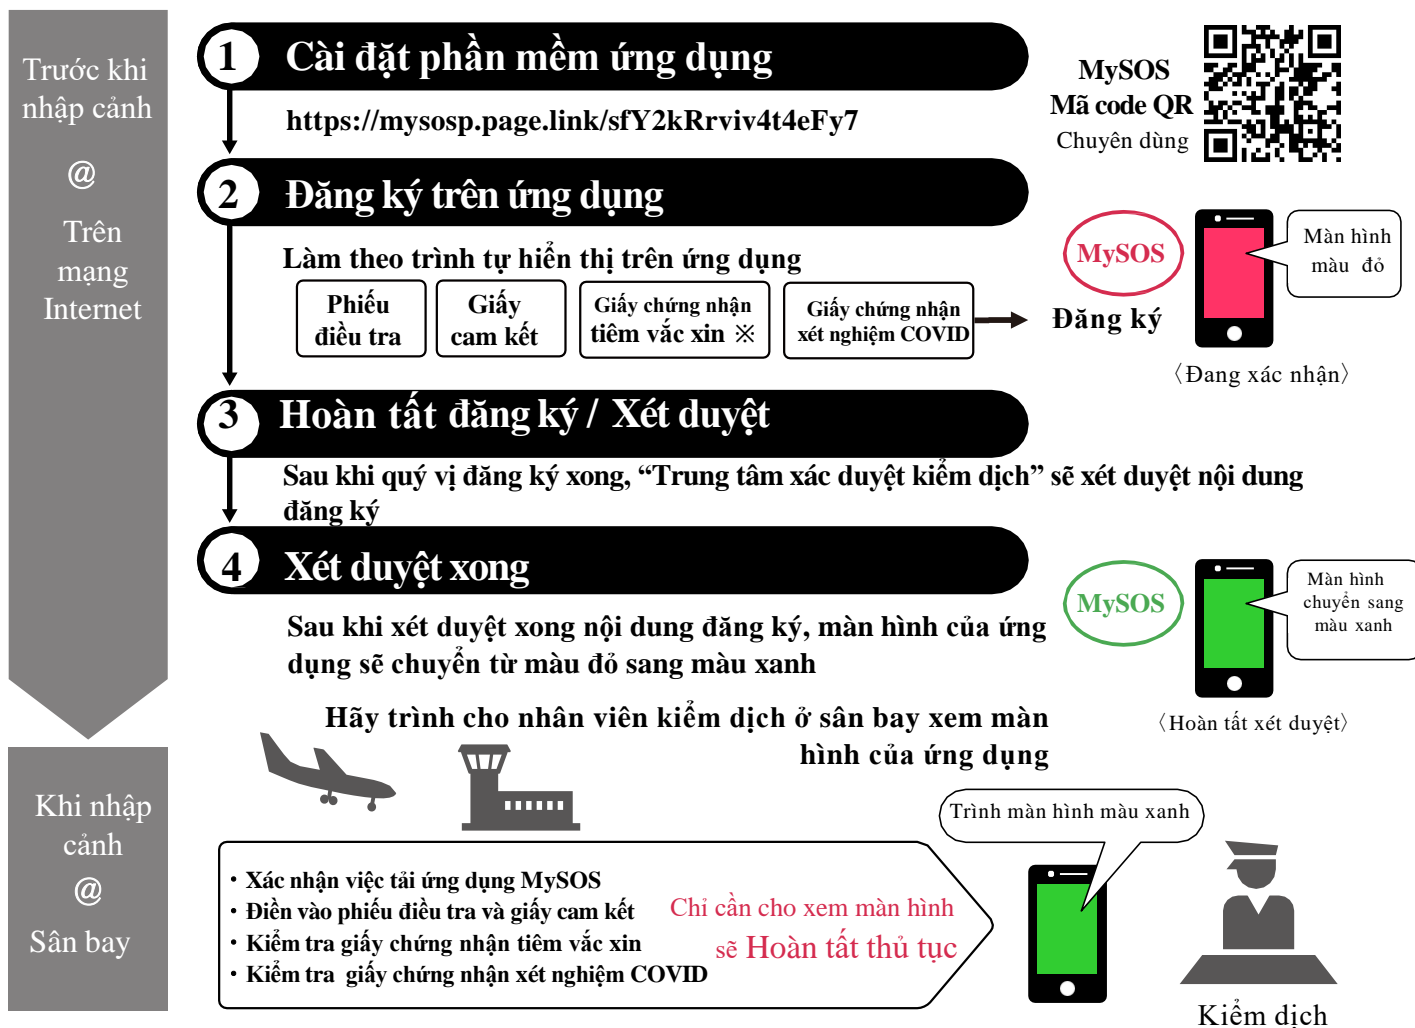 Trước khi
nhập cảnh
@
Trên
mạng
Internet
1 Cài đặt phần mềm ứng dụng
https://mysosp.page.link/sfY2kRrviv4t4eFy7
MySOS
Mã code QR
Chuyên dùng
2 Đăng ký trên ứng dụng
Làm theo trình tự hiển thị trên ứng dụng
Phiếu
điều tra
Giấy
cam kết
Giấy chứng nhận
tiêm vắc xin ※
Giấy chứng nhận
xét nghiệm COVID
MySOS
Đăng ký
Màn hình
màu đỏ
〈Đang xác nhận〉
3 Hoàn tất đăng ký / Xét duyệt
Sau khi quý vị đăng ký xong, “Trung tâm xác duyệt kiểm dịch” sẽ xét duyệt nội dung
đăng ký
4 Xét duyệt xong
Sau khi xét duyệt xong nội dung đăng ký, màn hình của ứng
dụng sẽ chuyển từ màu đỏ sang màu xanh
MySOS
Màn hình
chuyển sang
màu xanh
〈Hoàn tất xét duyệt〉
Hãy trình cho nhân viên kiểm dịch ở sân bay xem màn
hình của ứng dụng
Khi nhập
cảnh
@
Sân bay
・Xác nhận việc tải ứng dụng MySOS
・Điền vào phiếu điều tra và giấy cam kết
・Kiểm tra giấy chứng nhận tiêm vắc xin
・Kiểm tra giấy chứng nhận xét nghiệm COVID
Chỉ cần cho xem màn hình
sẽ Hoàn tất thủ tục
Trình màn hình màu xanh
Kiểm dịch